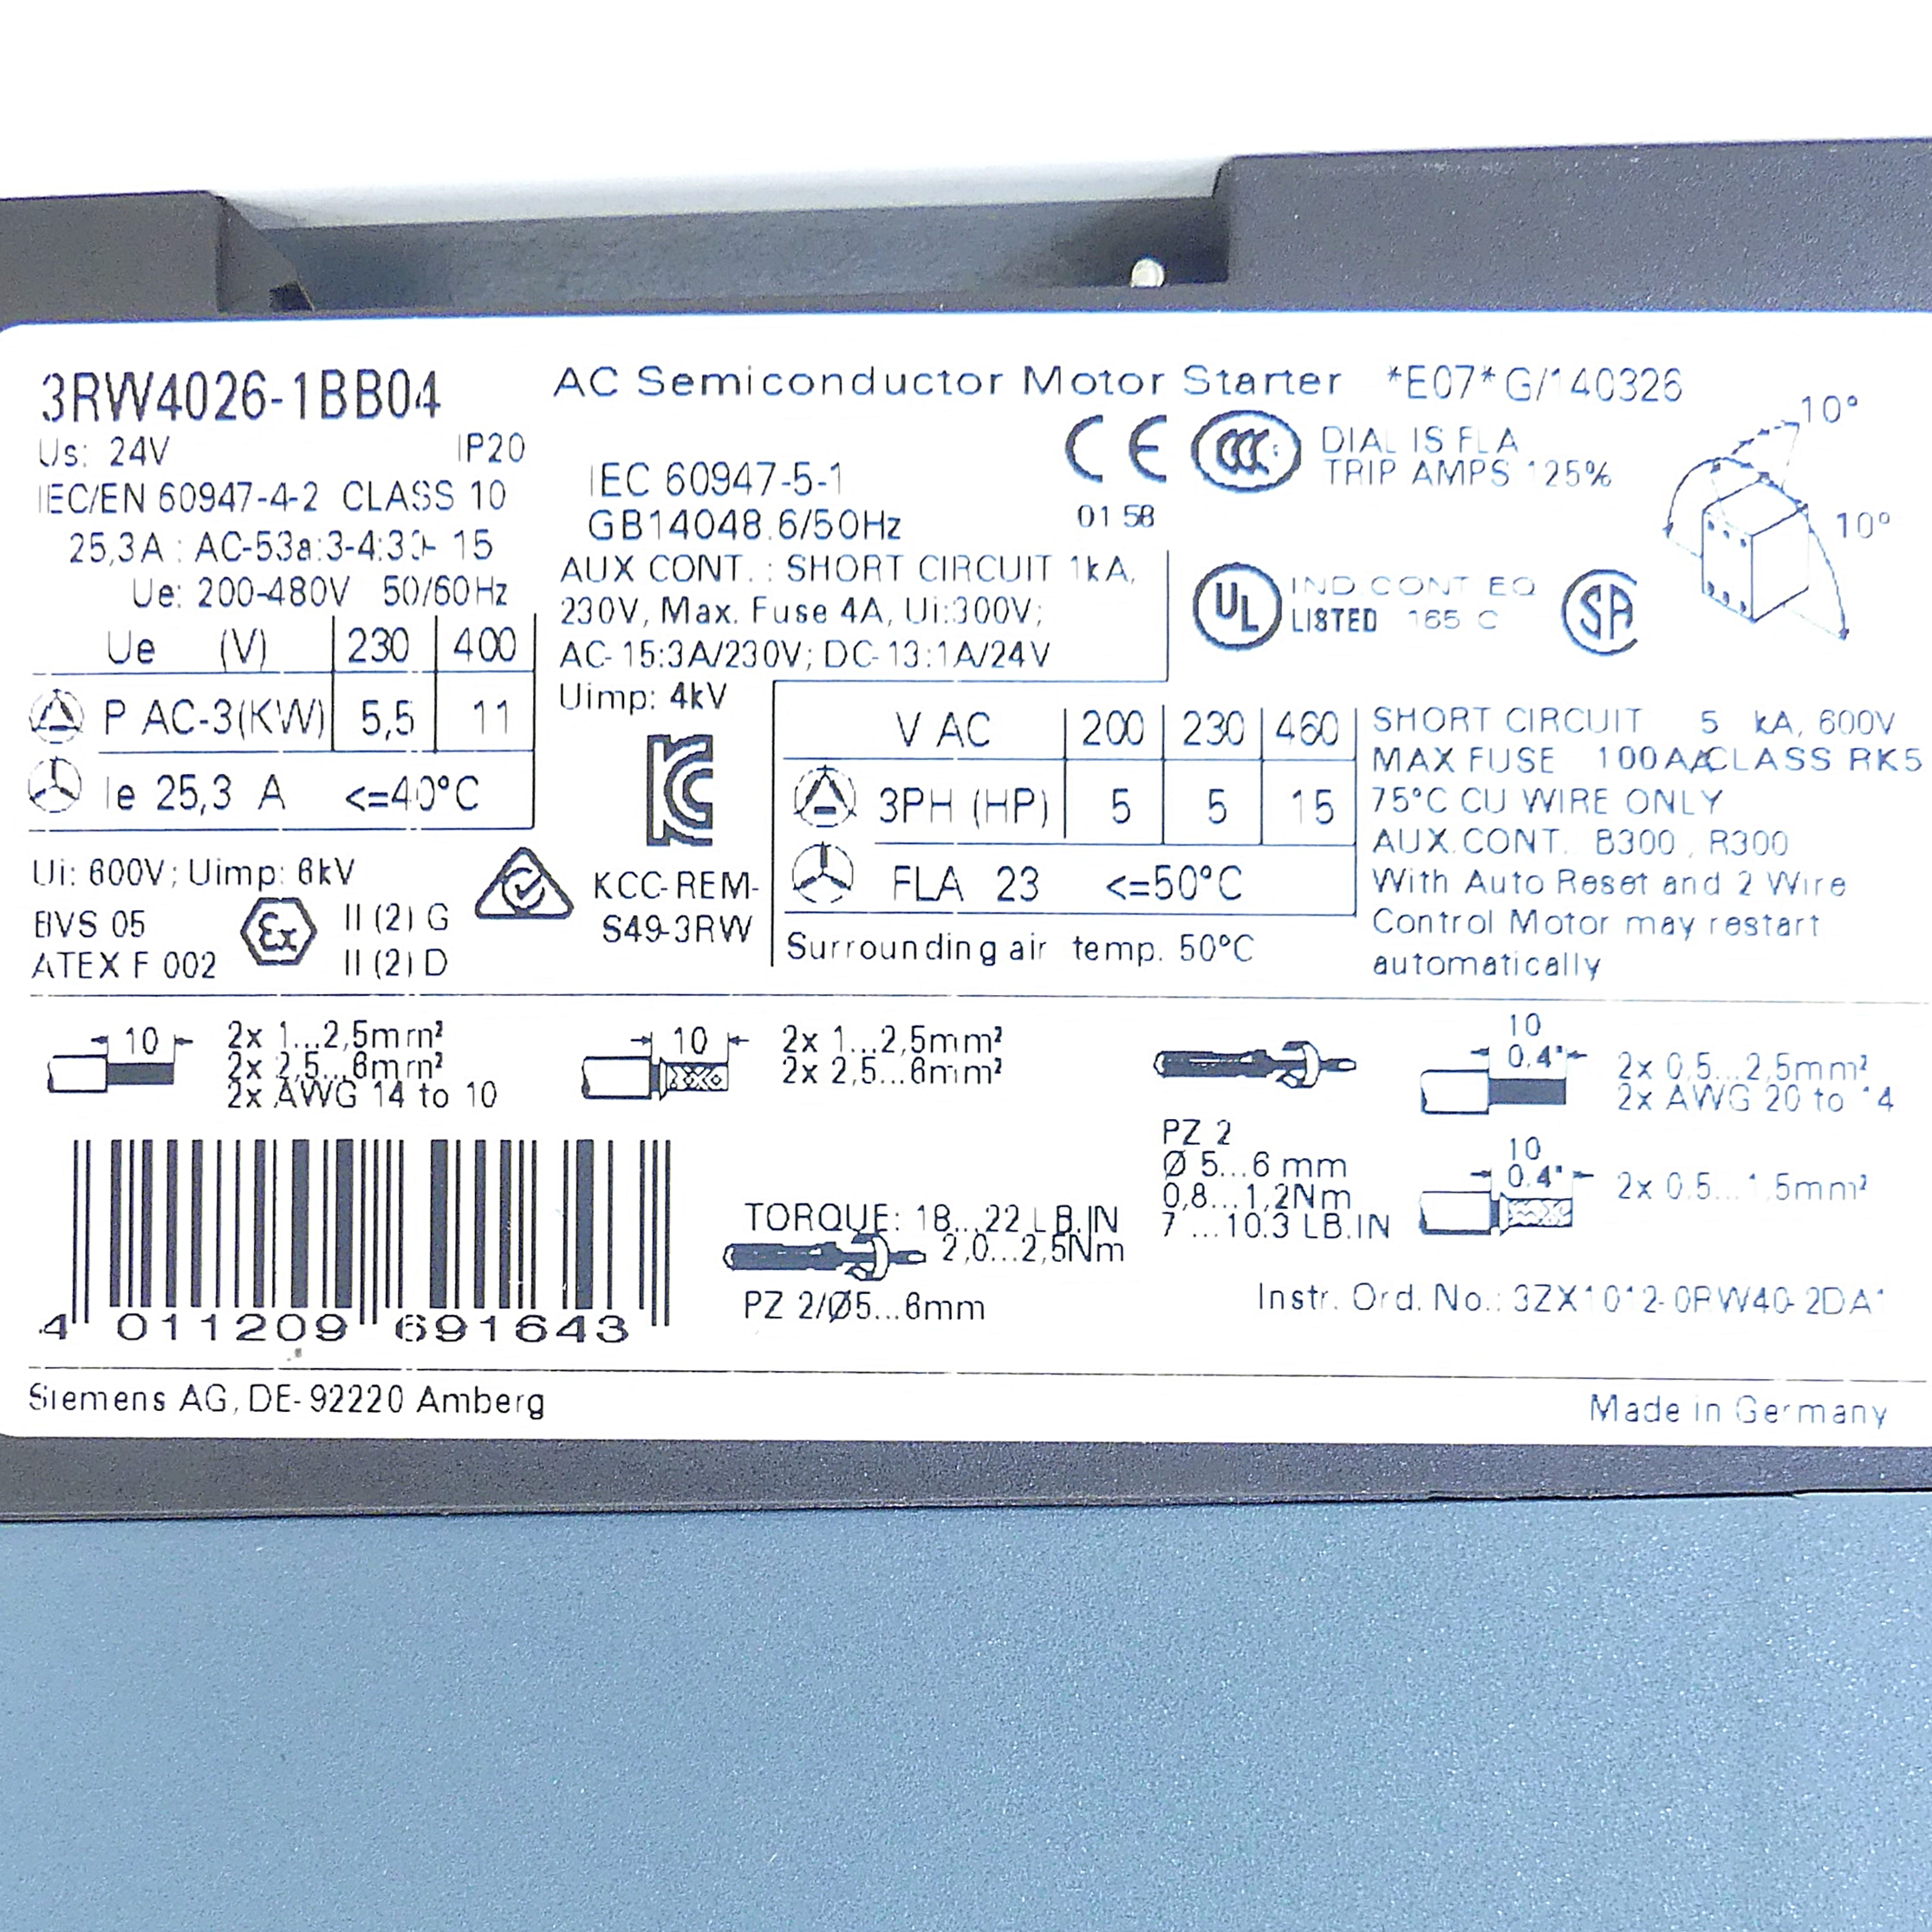 3RW4026-1BB04
AC Semiconductor Motor Starter *E07* G/140326
Us: 24V IP20
IEC/EN 60947-4-2 CLASS 10
25,3A : AC-53a:3-4:30- 15
Ue: 200-480V 50/60Hz
Ue (V) 230 400
P AC-3(KW) 5,5 11
Ie 25,3 A <=40°C
Ui: 600V; Uimp: 6kV
BVS 05
ATEX F 002
Ex
II (2) G
II (2) D
IEC 60947-5-1
GB14048.6/50Hz
AUX CONT. : SHORT CIRCUIT 1kA,
230V, Max. Fuse 4A, Ui:300V;
AC-15:3A/230V; DC-13:1A/24V
Uimp: 4kV
KCC-REM-
S49-3RW
CE
0158
CCC
DIAL IS FLA
TRIP AMPS 125%
10°
10°
UL
IND.CONT EQ
LISTED 165 C
SA
V AC 200 230 460
3PH (HP) 5 5 15
FLA 23 <=50°C
Surrounding air temp. 50°C
SHORT CIRCUIT 5 kA, 600V
MAX FUSE 100A/CLASS RK5
75°C CU WIRE ONLY
AUX.CONT. B300 , R300
With Auto Reset and 2 Wire
Control Motor may restart
automatically
10
2x 1...2,5mm²
2x 2,5...6mm²
2x AWG 14 to 10
10
2x 1...2,5mm²
2x 2,5...6mm²
TORQUE: 18...22 LB.IN
2,0...2,5Nm
PZ 2/Ø5...6mm
PZ 2
Ø 5...6 mm
0,8...1,2Nm
7 ...10.3 LB.IN
10
0.4"
2x 0,5...2,5mm²
2x AWG 20 to 14
10
0.4"
2x 0.5...1.5mm²
4 011209 691643
Instr. Ord. No.: 3ZX1012-0RW40-2DA1
Siemens AG, DE-92220 Amberg
Made in Germany